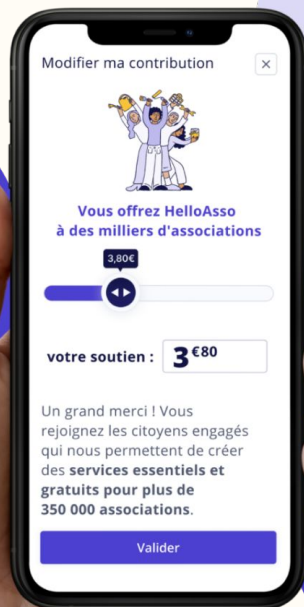 Modifier ma contribution
Vous offrez HelloAsso
à des milliers d'associations
3,80€
votre soutien : 3 €80
Un grand merci ! Vous
rejoignez les citoyens engagés
qui nous permettent de créer
des services essentiels et
gratuits pour plus de
350 000 associations.
Valider